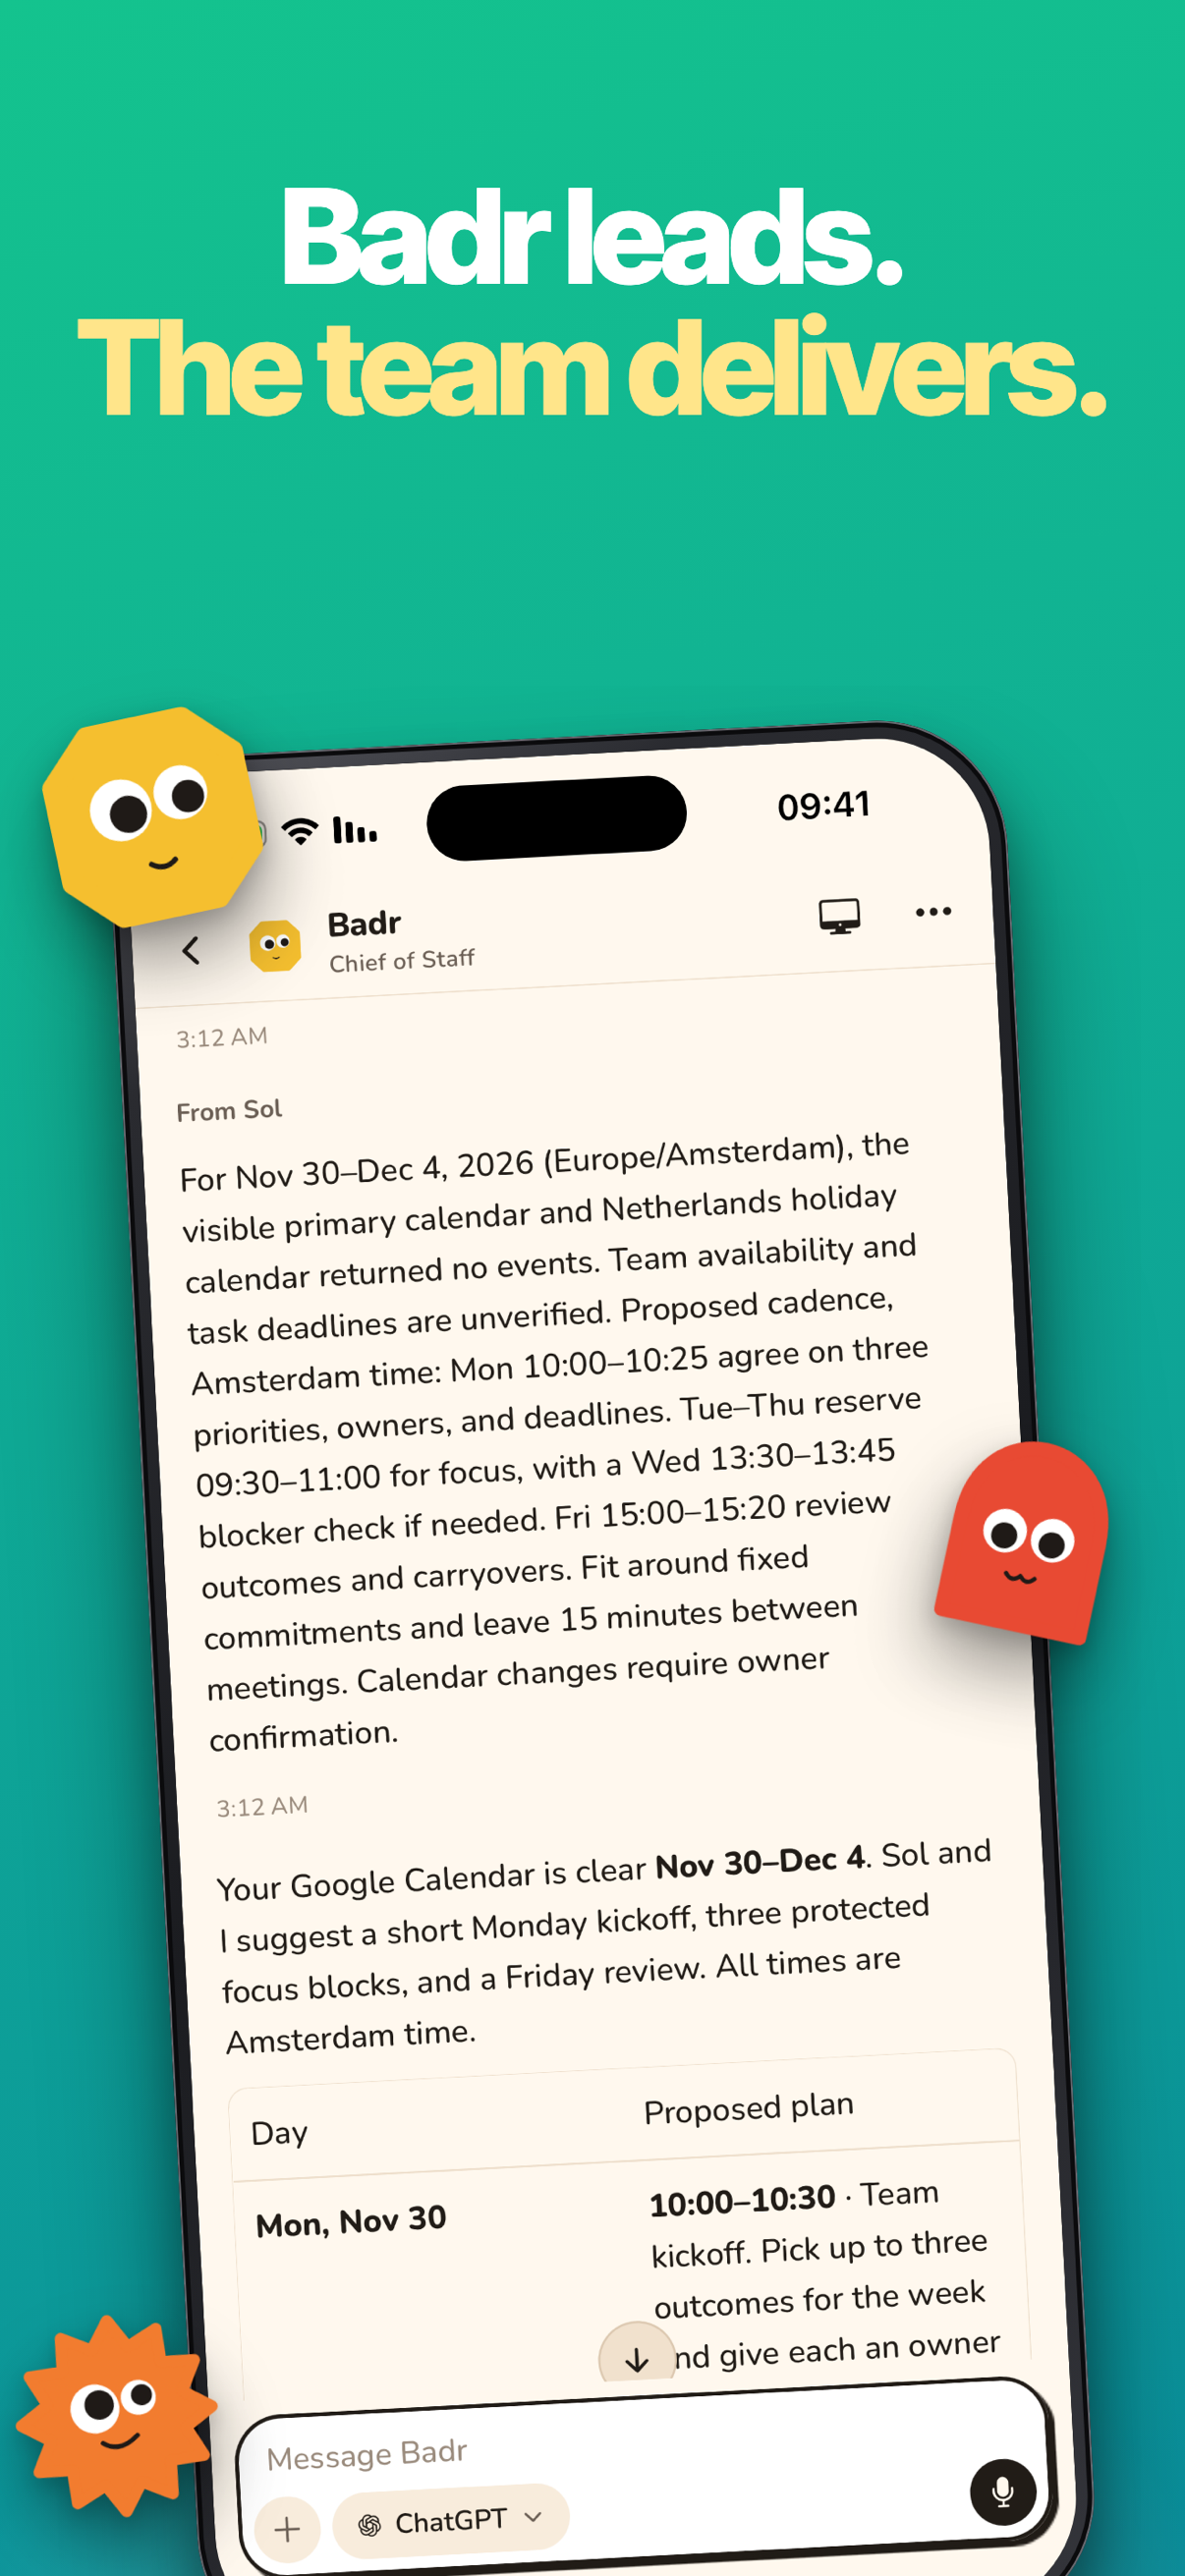 Badr leads.
The team delivers.
09:41
Badr
Chief of Staff
3:12 AM
From Sol
For Nov 30–Dec 4, 2026 (Europe/Amsterdam), the
visible primary calendar and Netherlands holiday
calendar returned no events. Team availability and
task deadlines are unverified. Proposed cadence,
Amsterdam time: Mon 10:00–10:25 agree on three
priorities, owners, and deadlines. Tue–Thu reserve
09:30–11:00 for focus, with a Wed 13:30–13:45
blocker check if needed. Fri 15:00–15:20 review
outcomes and carryovers. Fit around fixed
commitments and leave 15 minutes between
meetings. Calendar changes require owner
confirmation.
3:12 AM
Your Google Calendar is clear Nov 30–Dec 4. Sol and
I suggest a short Monday kickoff, three protected
focus blocks, and a Friday review. All times are
Amsterdam time.
Day Proposed plan
Mon, Nov 30 10:00–10:30 · Team
kickoff. Pick up to three
outcomes for the week
nd give each an owner
Message Badr
ChatGPT